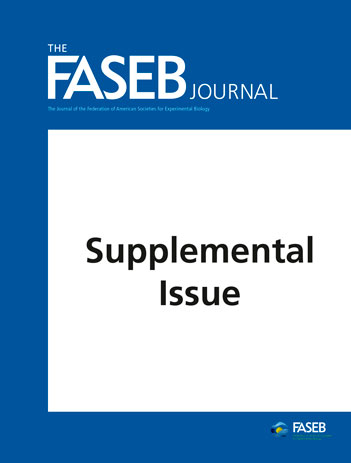 THE
FASEB JOURNAL
The Journal of the Federation of American Societies for Experimental Biology
Supplemental
Issue
FASEB